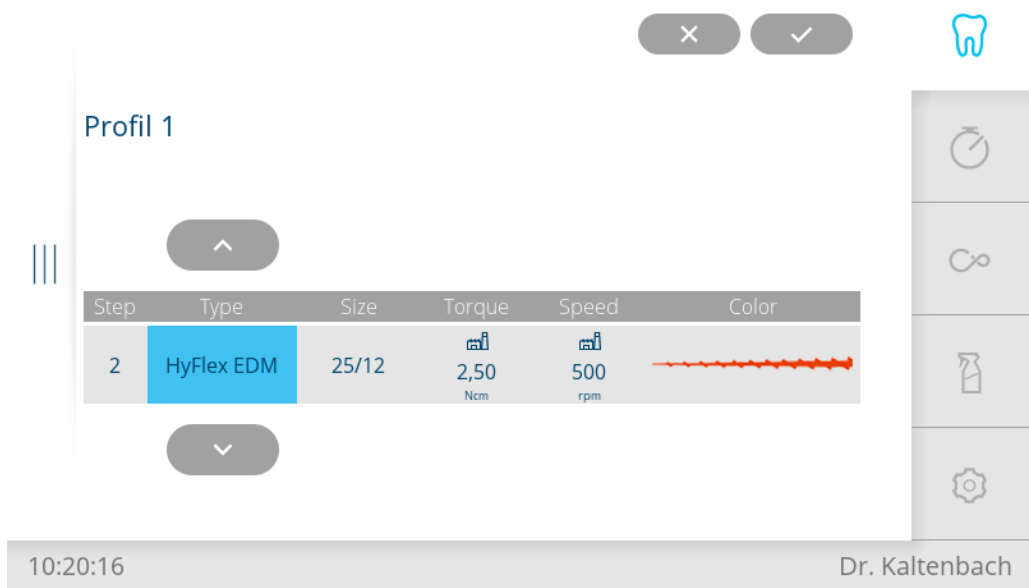 Profil 1
Step Type Size Torque Speed Color
2 HyFlex EDM 25/12 2,50 Ncm 500 rpm
10:20:16 Dr. Kaltenbach